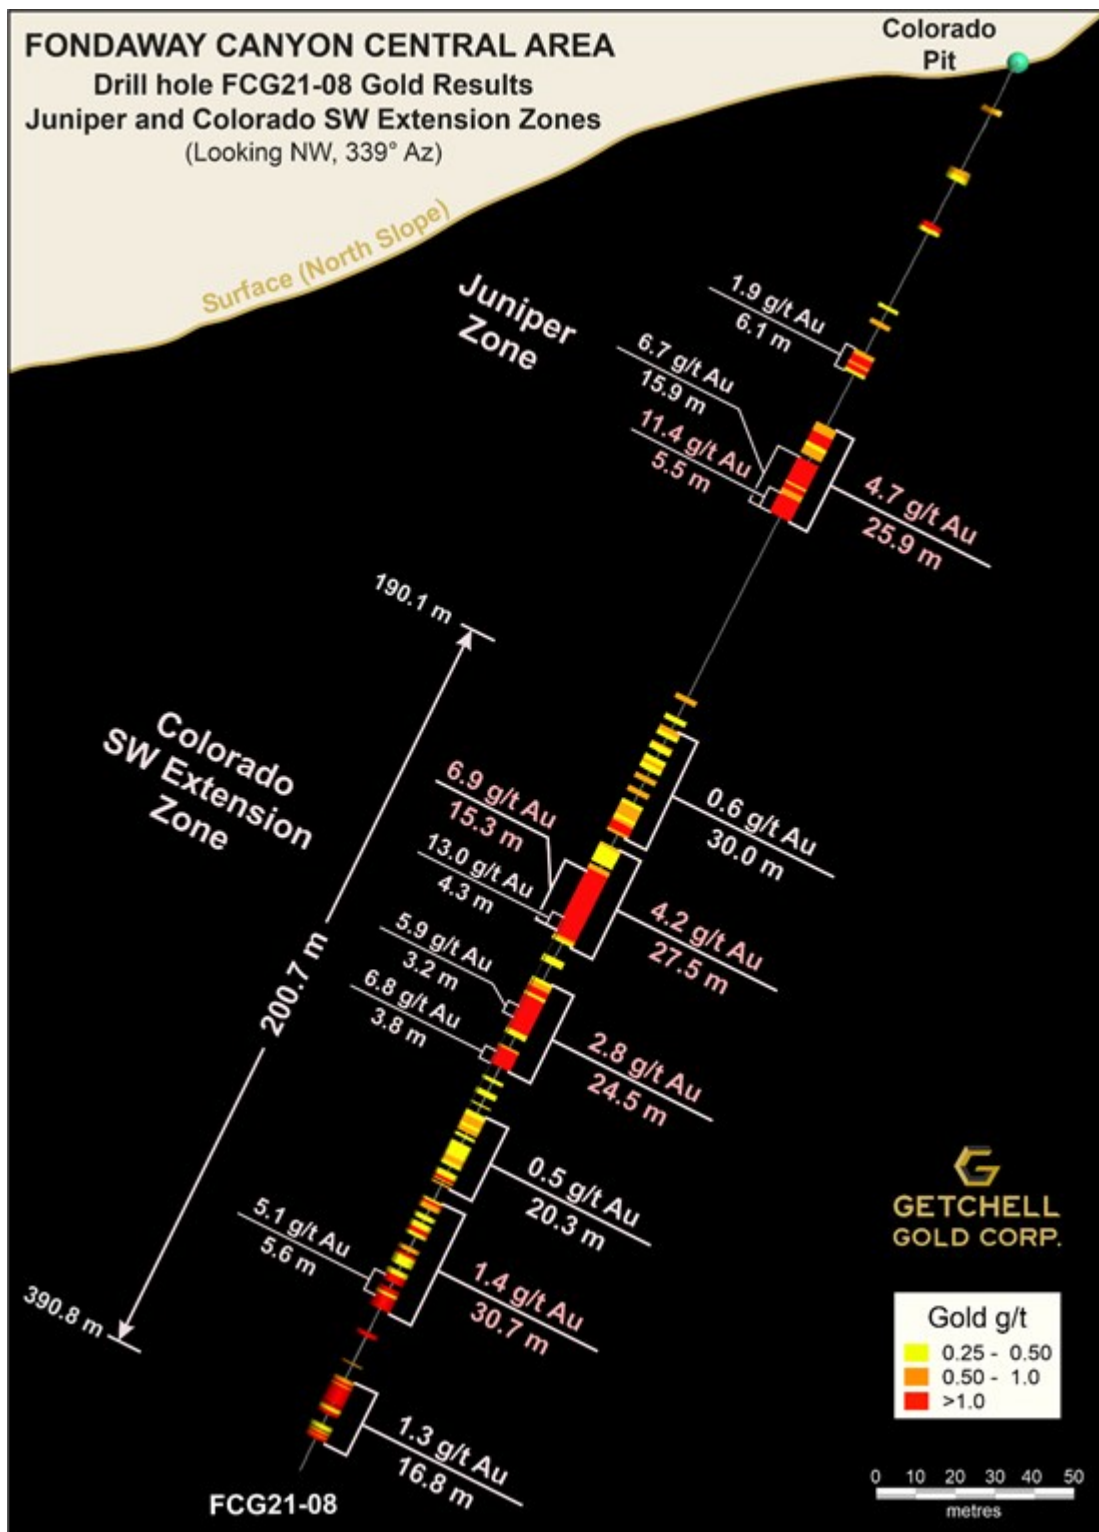 FONDAWAY CANYON CENTRAL AREA
Drill hole FCG21-08 Gold Results
Juniper and Colorado SW Extension Zones
(Looking NW, 339° Az)
Colorado
Pit
Surface (North Slope)
Juniper
Zone
1.9 g/t Au
6.1 m
6.7 g/t Au
15.9 m
11.4 g/t Au
5.5 m
4.7 g/t Au
25.9 m
190.1 m
Colorado
SW Extension
Zone
200.7 m
390.8 m
0.6 g/t Au
30.0 m
6.9 g/t Au
15.3 m
13.0 g/t Au
4.3 m
4.2 g/t Au
27.5 m
5.9 g/t Au
3.2 m
6.8 g/t Au
3.8 m
2.8 g/t Au
24.5 m
0.5 g/t Au
20.3 m
5.1 g/t Au
5.6 m
1.4 g/t Au
30.7 m
1.3 g/t Au
16.8 m
FCG21-08
G
GETCHELL
GOLD CORP.
Gold g/t
0.25 - 0.50
0.50 - 1.0
>1.0
0 10 20 30 40 50
metres